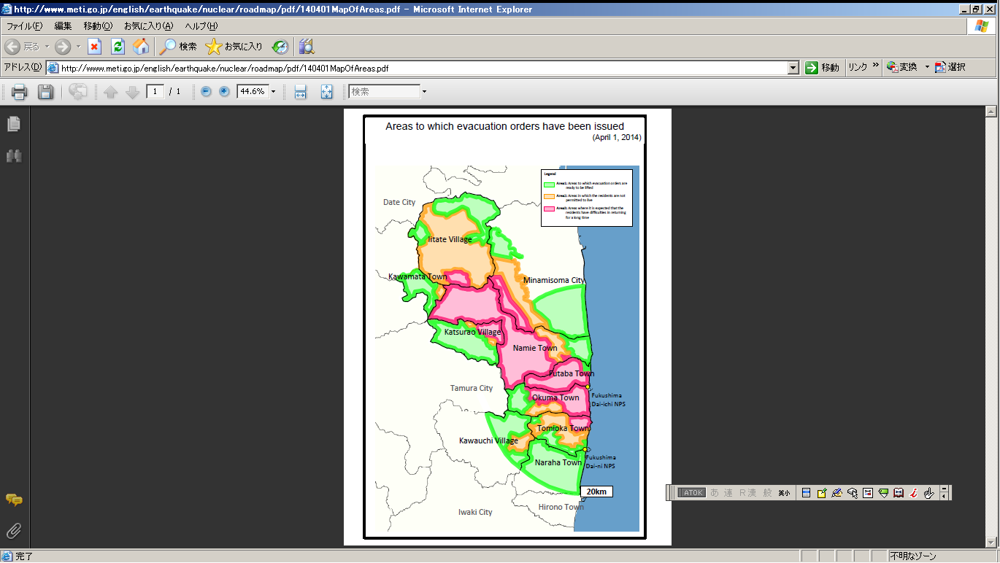 http://www.meti.go.jp/english/earthquake/nuclear/roadmap/pdf/140401MapOfAreas.pdf - Microsoft Internet Explorer
ファイル(F) 編集 移動(O) お気に入り(A) ヘルプ(H)
戻る 検索 お気に入り
アドレス(D) http://www.meti.go.jp/english/earthquake/nuclear/roadmap/pdf/140401MapOfAreas.pdf 移動 リンク » 変換 選択
1 / 1 44.6% 検索
Areas to which evacuation orders have been issued
(April 1, 2014)
Legend
Area1: Areas to which evacuation orders are
ready to be lifted
Area2: Areas in which the residents are not
permitted to live
Area3: Areas where it is expected that the
residents have difficulties in returning
for a long time
Date City
Iitate Village
Kawamata Town
Minamisoma City
Katsurao Village
Namie Town
Futaba Town
Tamura City
Okuma Town
Fukushima
Dai-ichi NPS
Tomioka Town
Kawauchi Village
Fukushima
Dai-ni NPS
Naraha Town
20km
Hirono Town
Iwaki City
ATOK あ 連 R漢 般 英小
完了 不明なゾーン